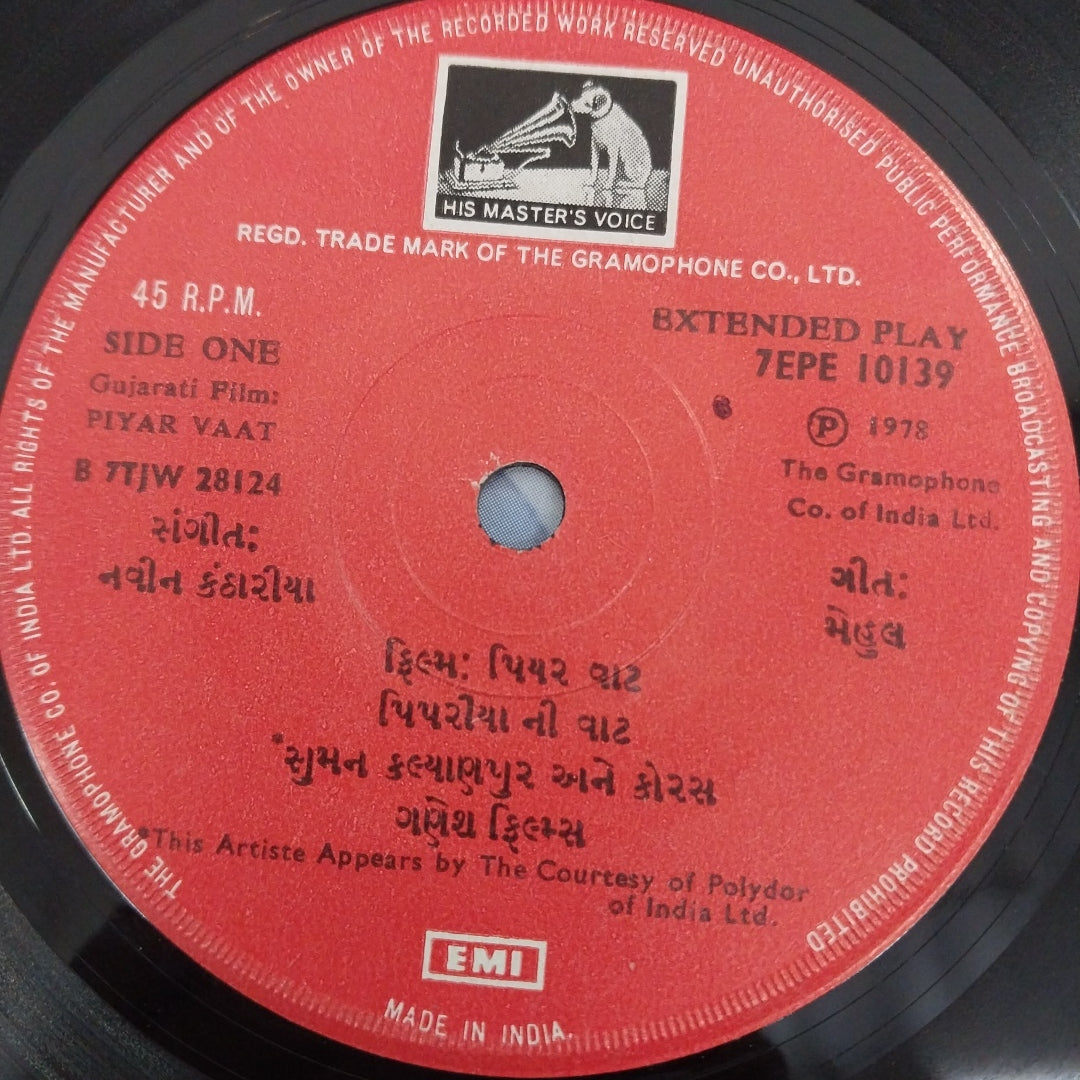 THE GRAMOPHONE CO. OF INDIA LTD. ALL RIGHTS OF THE MANUFACTURER AND OF THE OWNER OF THE RECORDED WORK RESERVED UNAUTHORISED PUBLIC PERFORMANCE BROADCASTING AND COPYING OF THIS RECORD PROHIBITED
HIS MASTER'S VOICE
REGD. TRADE MARK OF THE GRAMOPHONE CO., LTD.
45 R.P.M.
SIDE ONE
Gujarati Film:
PIYAR VAAT
B 7TJW 28124
સંગીત:
નવીન કંઠારીયા
EXTENDED PLAY
7EPE 10139
Ⓟ 1978
The Gramophone
Co. of India Ltd.
ગીત:
મેહુલ
ફિલ્મ: પિયર વાટ
પિપરીયા ની વાટ
*સુમન કલ્યાણપુર અને કોરસ
ગણેશ ફિલ્મ્સ
*This Artiste Appears by The Courtesy of Polydor
of India Ltd.
EMI
MADE IN INDIA.